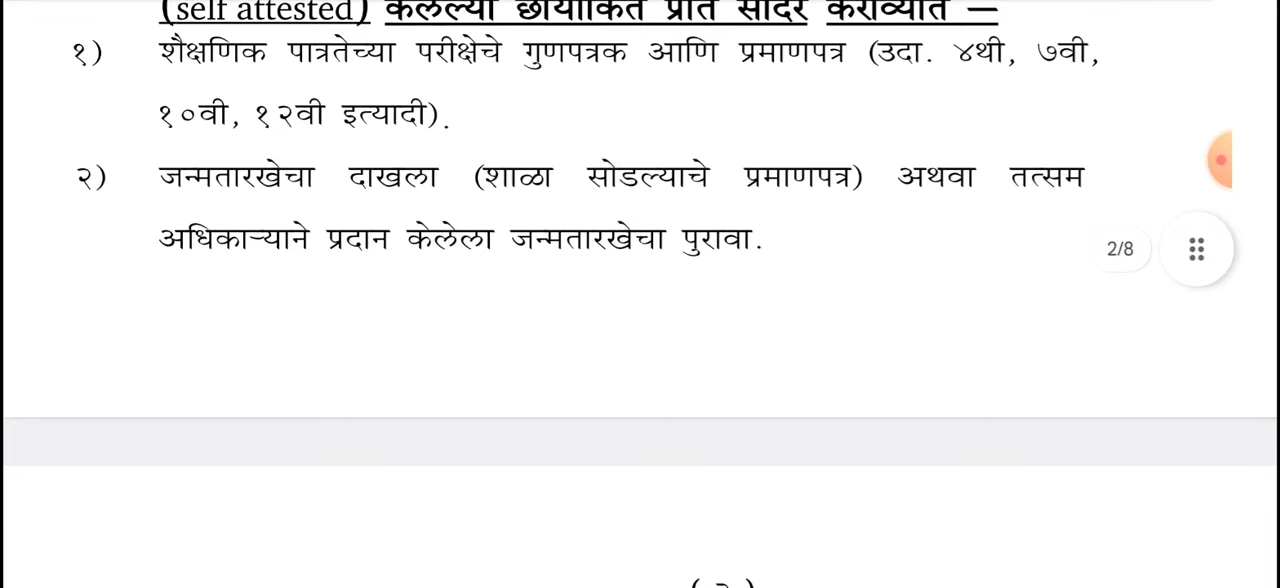 (self attested) केलेल्या छायांकित प्रति सादर कराव्यात —
१) शैक्षणिक पात्रतेच्या परीक्षेचे गुणपत्रक आणि प्रमाणपत्र (उदा. ४थी, ७वी,
१०वी, १२वी इत्यादी).
२) जन्मतारखेचा दाखला (शाळा सोडल्याचे प्रमाणपत्र) अथवा तत्सम
अधिकाऱ्याने प्रदान केलेला जन्मतारखेचा पुरावा.
2/8